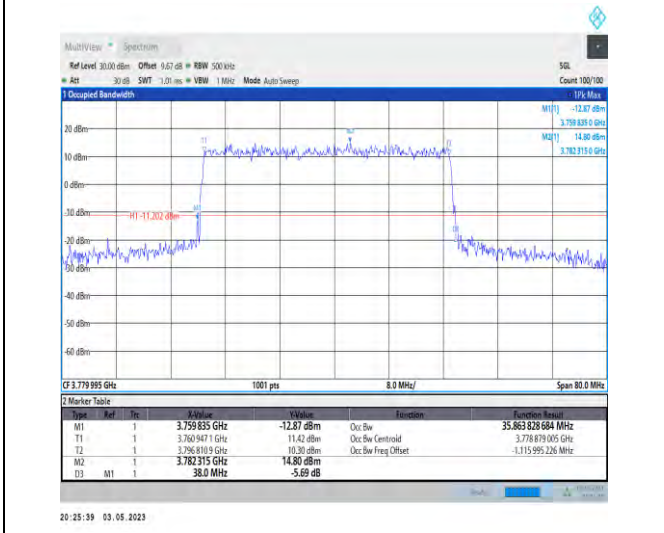 MultiView Spectrum
Ref Level 30.00 dBm Offset 9.67 dB RBW 500 kHz SGL
Att 30 dB SWT 1.01 ms VBW 1 MHz Mode Auto Sweep Count 100/100
1 Occupied Bandwidth 1Pk Max
M1[1] -12.87 dBm
3.759 835 0 GHz
M2[1] 14.80 dBm
3.782 315 0 GHz
20 dBm
T1 M2 T2
10 dBm
0 dBm
M1
-10 dBm
H1 -11.202 dBm
D3
-20 dBm
-30 dBm
-40 dBm
-50 dBm
-60 dBm
CF 3.779 995 GHz 1001 pts 8.0 MHz/ Span 80.0 MHz
2 Marker Table
Type Ref Trc X-Value Y-Value Function Function Result
M1 1 3.759 835 GHz -12.87 dBm Occ Bw 35.863 828 684 MHz
T1 1 3.760 947 1 GHz 11.42 dBm Occ Bw Centroid 3.778 879 005 GHz
T2 1 3.796 810 9 GHz 10.30 dBm Occ Bw Freq Offset -1.115 995 226 MHz
M2 1 3.782 315 GHz 14.80 dBm
D3 M1 1 38.0 MHz -5.69 dB
20:25:39 03.05.2023